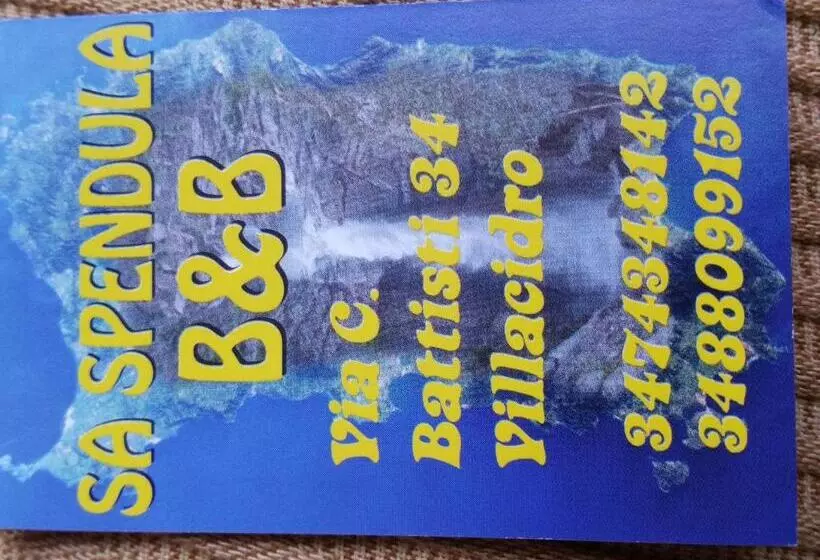 SA SPENDULA
B&B
Via C.
Battisti 34
Villacidro
3474348142
3488099152